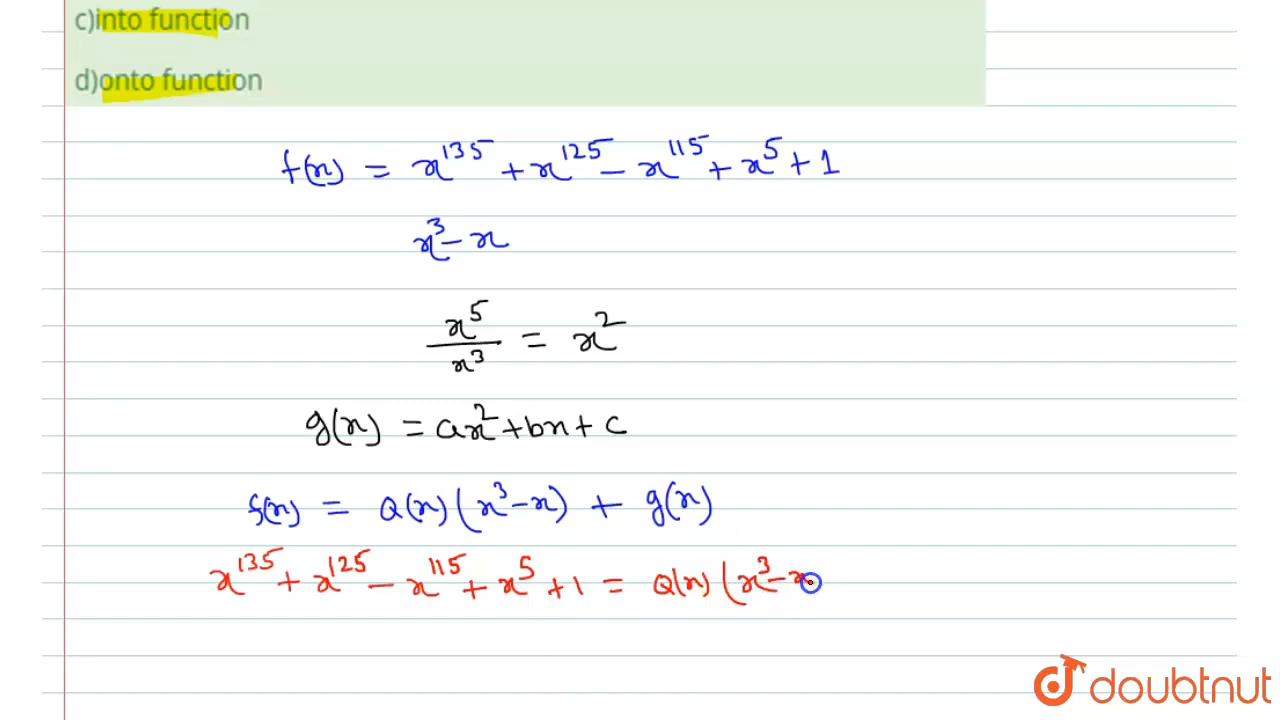 c)into function
d)onto function
f(x) = x^135 + x^125 - x^115 + x^5 + 1
x^3 - x
x^5/x^3 = x^2
g(x) = ax^2 + bx + c
f(x) = Q(x) (x^3 - x) + g(x)
x^135 + x^125 - x^115 + x^5 + 1 = Q(x) (x^3 - x
doubtnut